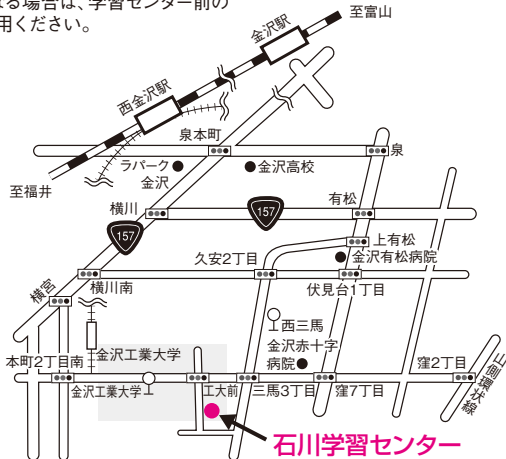 なる場合は、学習センター前の
用ください。
金沢駅
至富山
西金沢駅
泉本町
泉
ラパーク
金沢
金沢高校
至福井
横川
157
有松
157
上有松
金沢有松病院
久安2丁目
横宮
横川南
伏見台1丁目
西三馬
金沢赤十字
病院
金沢工業大学
本町2丁目南
窪2丁目
山側環状線
金沢工業大学
工大前
三馬3丁目
窪7丁目
石川学習センター